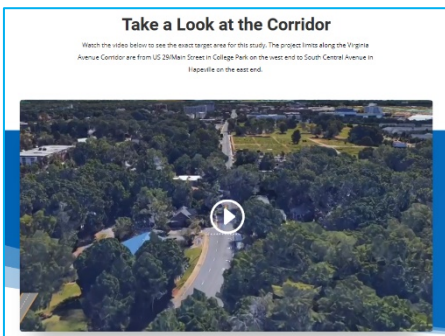 Take a Look at the Corridor
Watch the video below to see the exact target area for this study. The project limits along the Virginia
Avenue Corridor are from US 29/Main Street in College Park on the west end to South Central Avenue in
Hapeville on the east end.